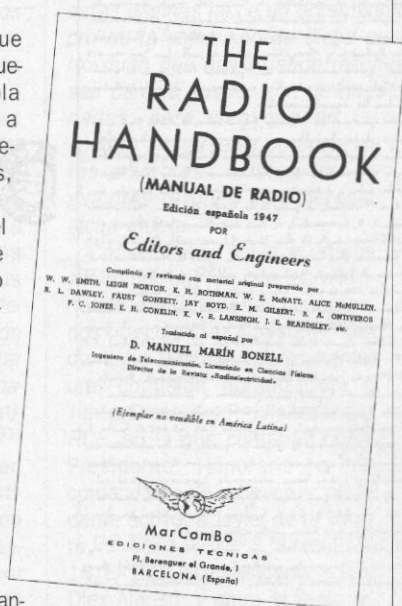 THE
RADIO
HANDBOOK
(MANUAL DE RADIO)
Edición española 1947
POR
Editors and Engineers
Compilado y revisado con material original preparado por
W. W. SMITH, LEIGH NORTON, K. M. ROTHMAN, W. E. McNATT, ALICE McMULLEN,
R. L. DAWLEY, FAUST GONSETT, JAY BOYD, E. M. GILBERT, R. A. ONTIVEROS
F. C. JONES, E. H. CONKLIN, K. V. R. LANSINGH, J. E. BEARDSLEY, etc.
Traducido al español por
D. MANUEL MARÍN BONELL
Ingeniero de Telecomunicación, Licenciado en Ciencias Físicas
Director de la Revista «Radioelectricidad»
(Ejemplar no vendible en América Latina)
MarComBo
EDICIONES TECNICAS
Pl. Berenguer el Grande, 1
BARCELONA (España)